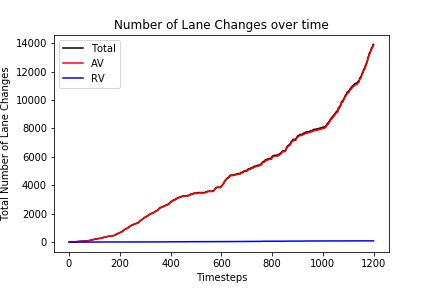 Number of Lane Changes over time
Total Number of Lane Changes
14000
12000
10000
8000
6000
4000
2000
0
Total
AV
RV
0 200 400 600 800 1000 1200
Timesteps